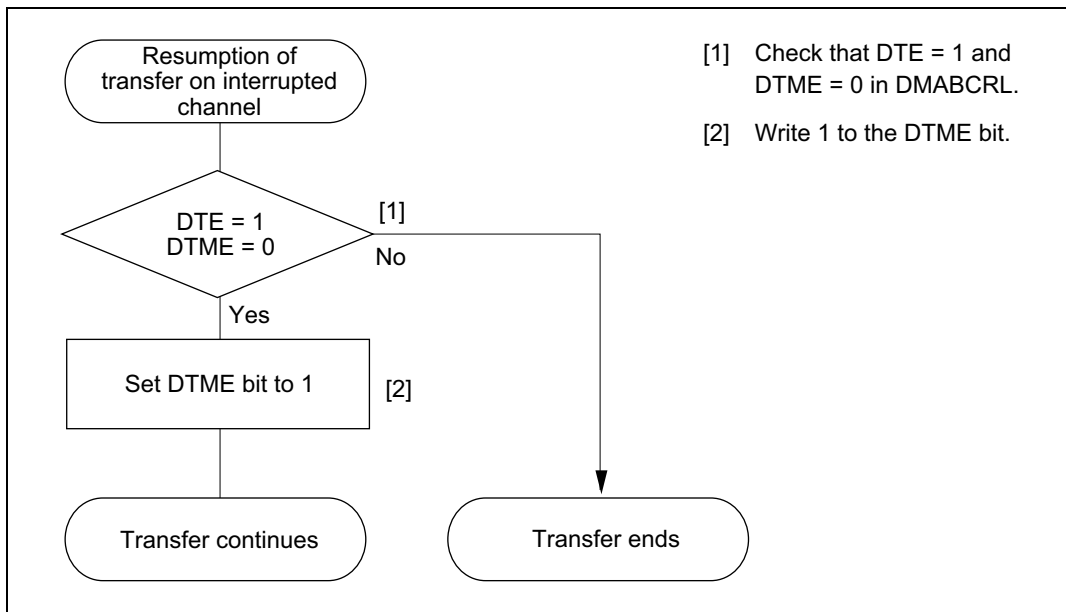 Resumption of
transfer on interrupted
channel
[1] Check that DTE = 1 and
DTME = 0 in DMABCRL.
[2] Write 1 to the DTME bit.
DTE = 1
DTME = 0
[1]
No
Yes
Set DTME bit to 1
[2]
Transfer continues
Transfer ends